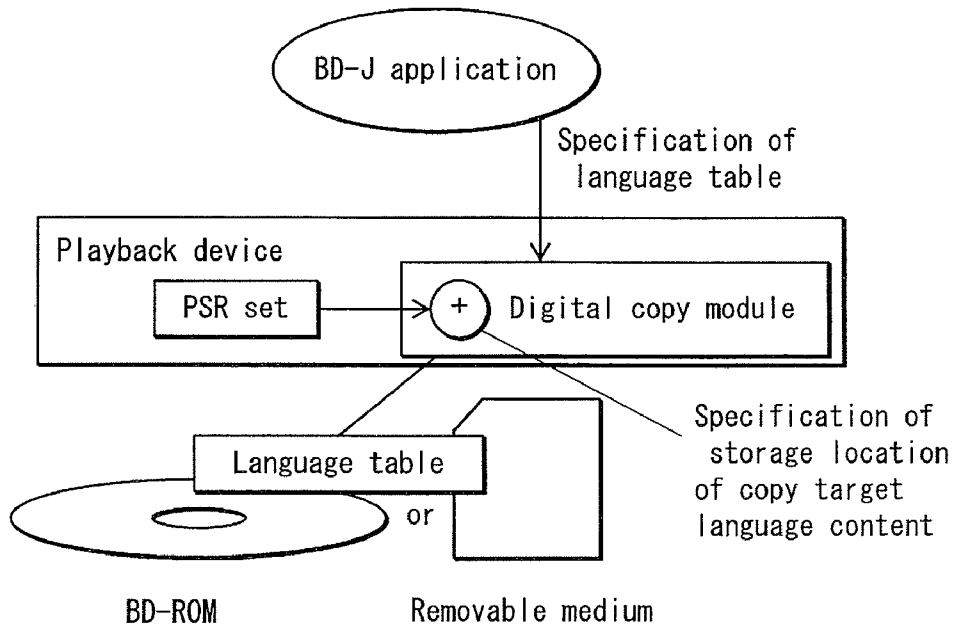 BD-J application
Specification of
language table
Playback device
PSR set
+
Digital copy module
Language table
or
Specification of
storage location
of copy target
language content
BD-ROM
Removable medium